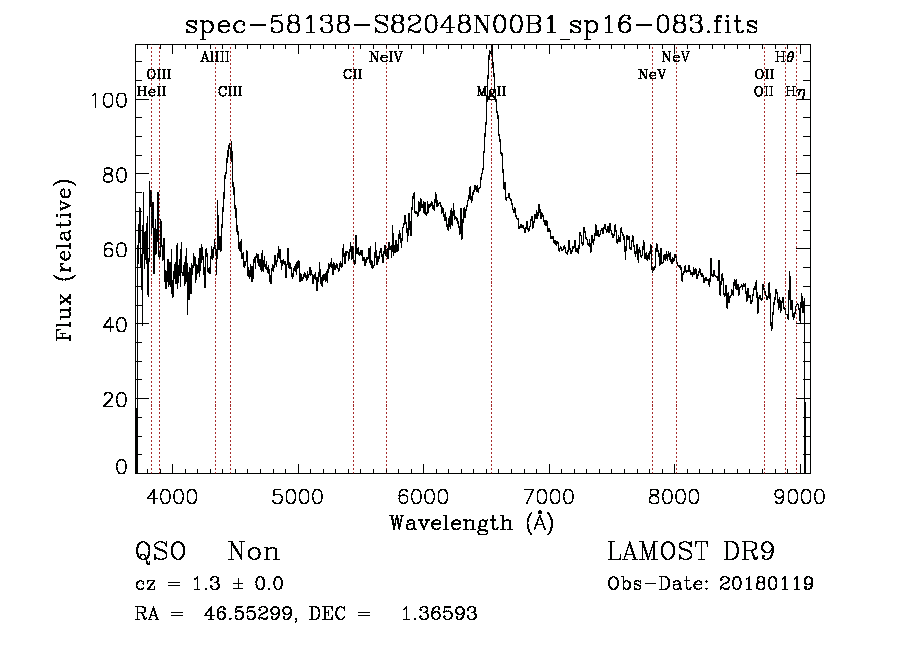 spec-58138-S82048N00B1_sp16-083.fits
AlIII NeIV NeV Hθ
OIII CII NeV OII
HeII CIII MgII OII Hη
100
80
60
40
20
0
Flux (relative)
4000 5000 6000 7000 8000 9000
Wavelength (Å)
QSO Non LAMOST DR9
cz = 1.3 ± 0.0 Obs-Date: 20180119
RA = 46.55299, DEC = 1.36593